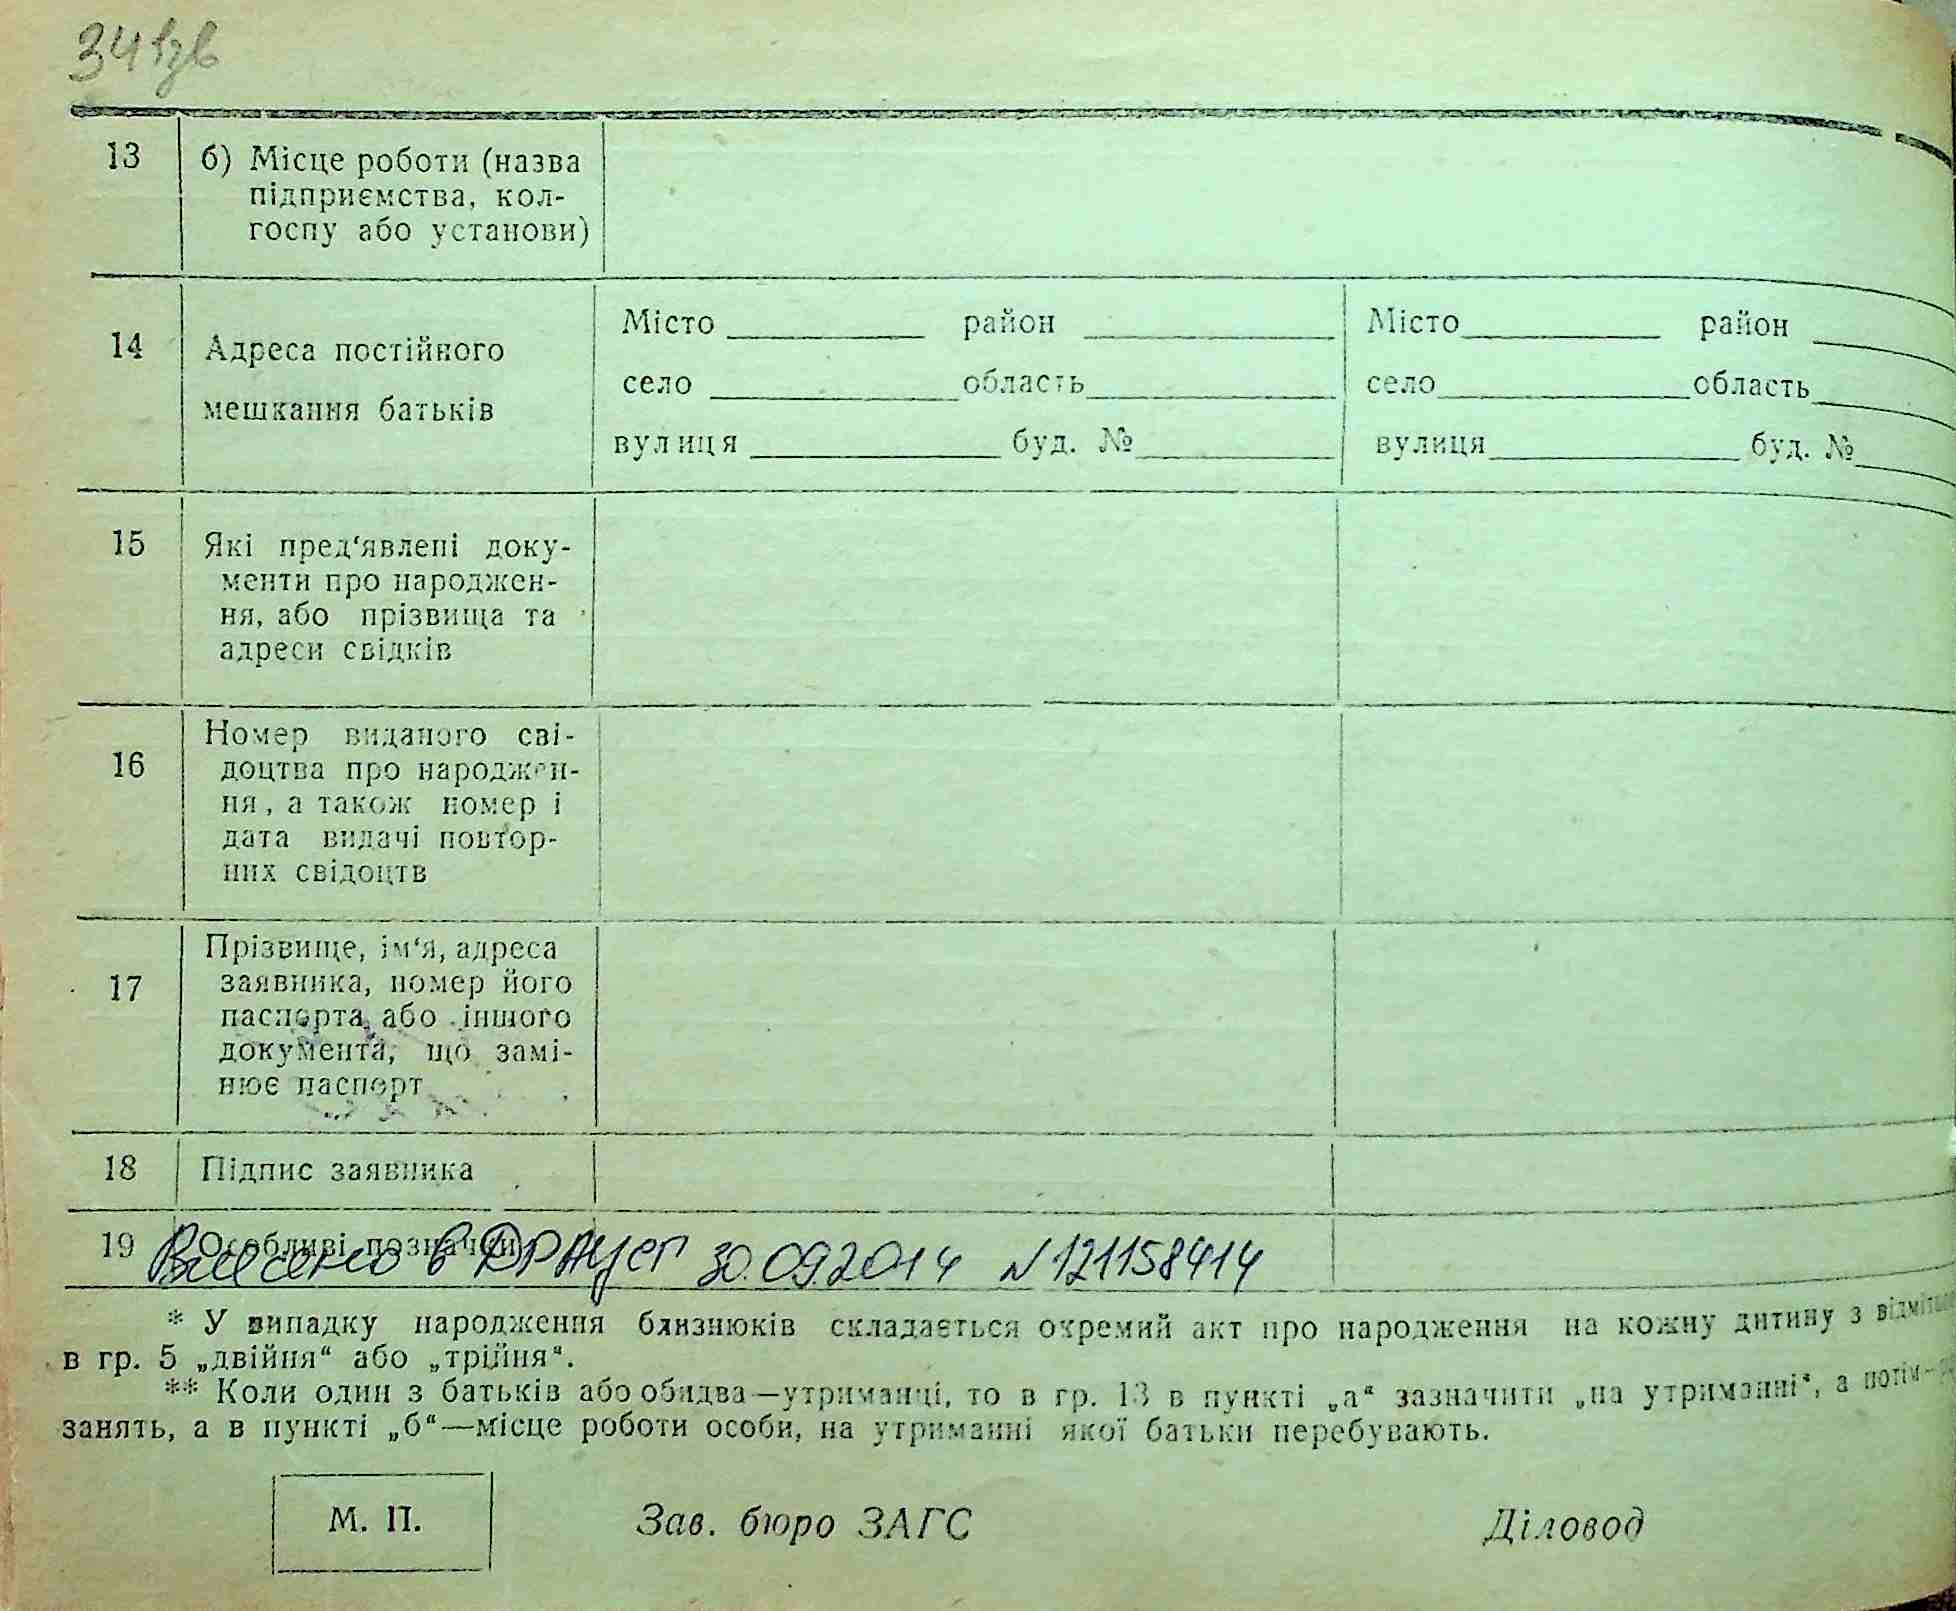 34 взв
13
б) Місце роботи (назва
підприємства, кол-
госпу або установи)
14
Адреса постійного
мешкання батьків
Місто район
село область
вулиця буд. №
Місто район
село область
вулиця буд. №
15
Які пред‘явлені доку-
менти про народжен-
ня, або прізвища та
адреси свідків
16
Номер виданого сві-
доцтва про народжен-
ня, а також номер і
дата видачі повтор-
них свідоцтв
17
Прізвище, ім‘я, адреса
заявника, номер його
паспорта, або іншого
документа, що замі-
нює паспорт
18 Підпис заявника
19 Особливі позначки
Внесено в ДРАЦСГ 30.09.2014 N 121158414
* У випадку народження близнюків складається окремий акт про народження на кожну дитину з
в гр. 5 „двійня“ або „трійня“.
** Коли один з батьків або обидва—утриманці, то в гр. 13 в пункті „а“ зазначити „на утриманні“, а потім—
занять, а в пункті „б“—місце роботи особи, на утриманні якої батьки перебувають.
М. П. Зав. бюро ЗАГС Діловод